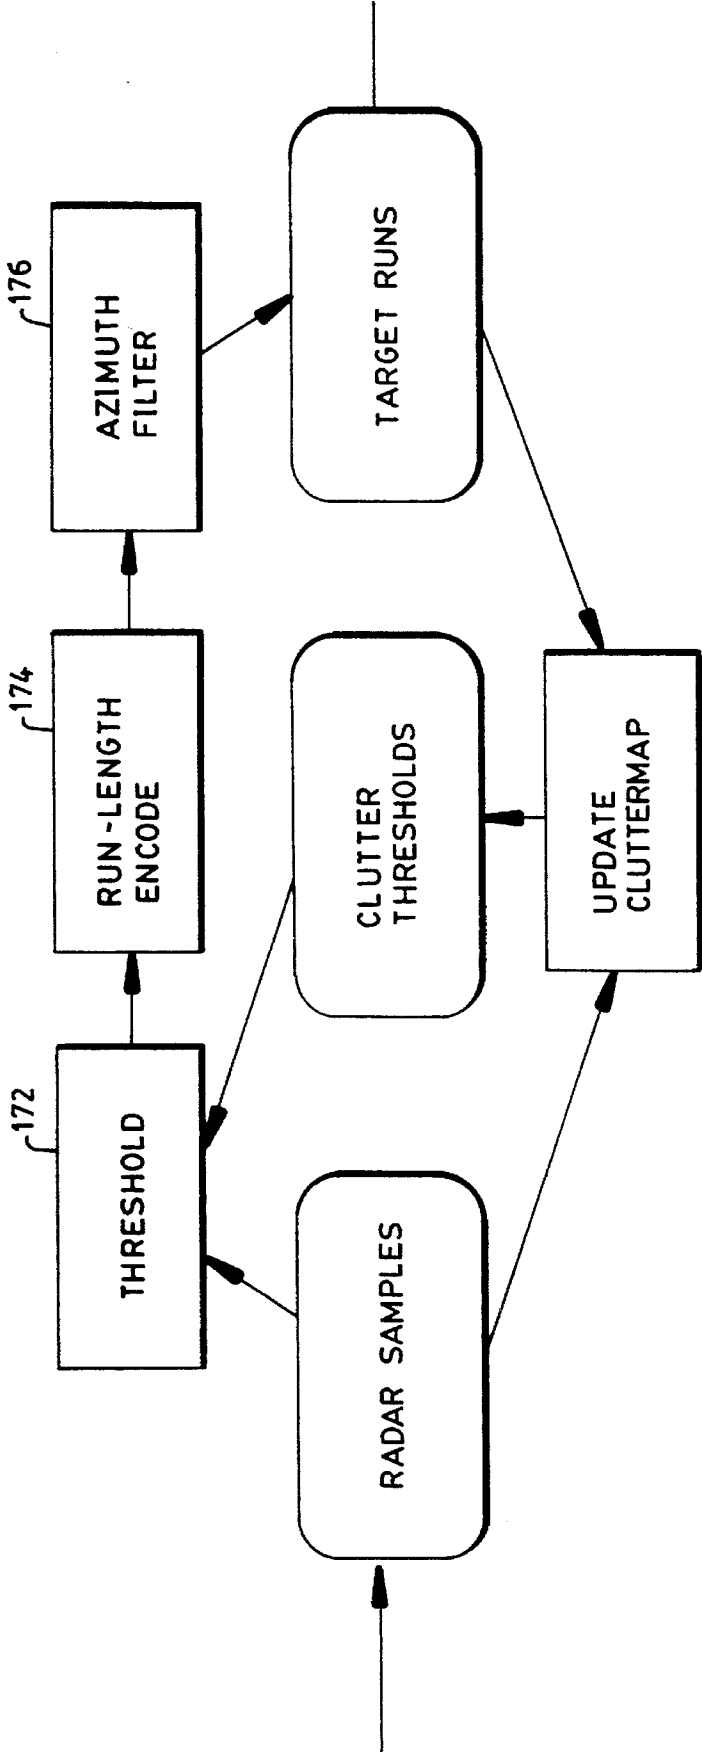 172
THRESHOLD
174
RUN-LENGTH
ENCODE
176
AZIMUTH
FILTER
RADAR SAMPLES
CLUTTER
THRESHOLDS
TARGET RUNS
UPDATE
CLUTTERMAP